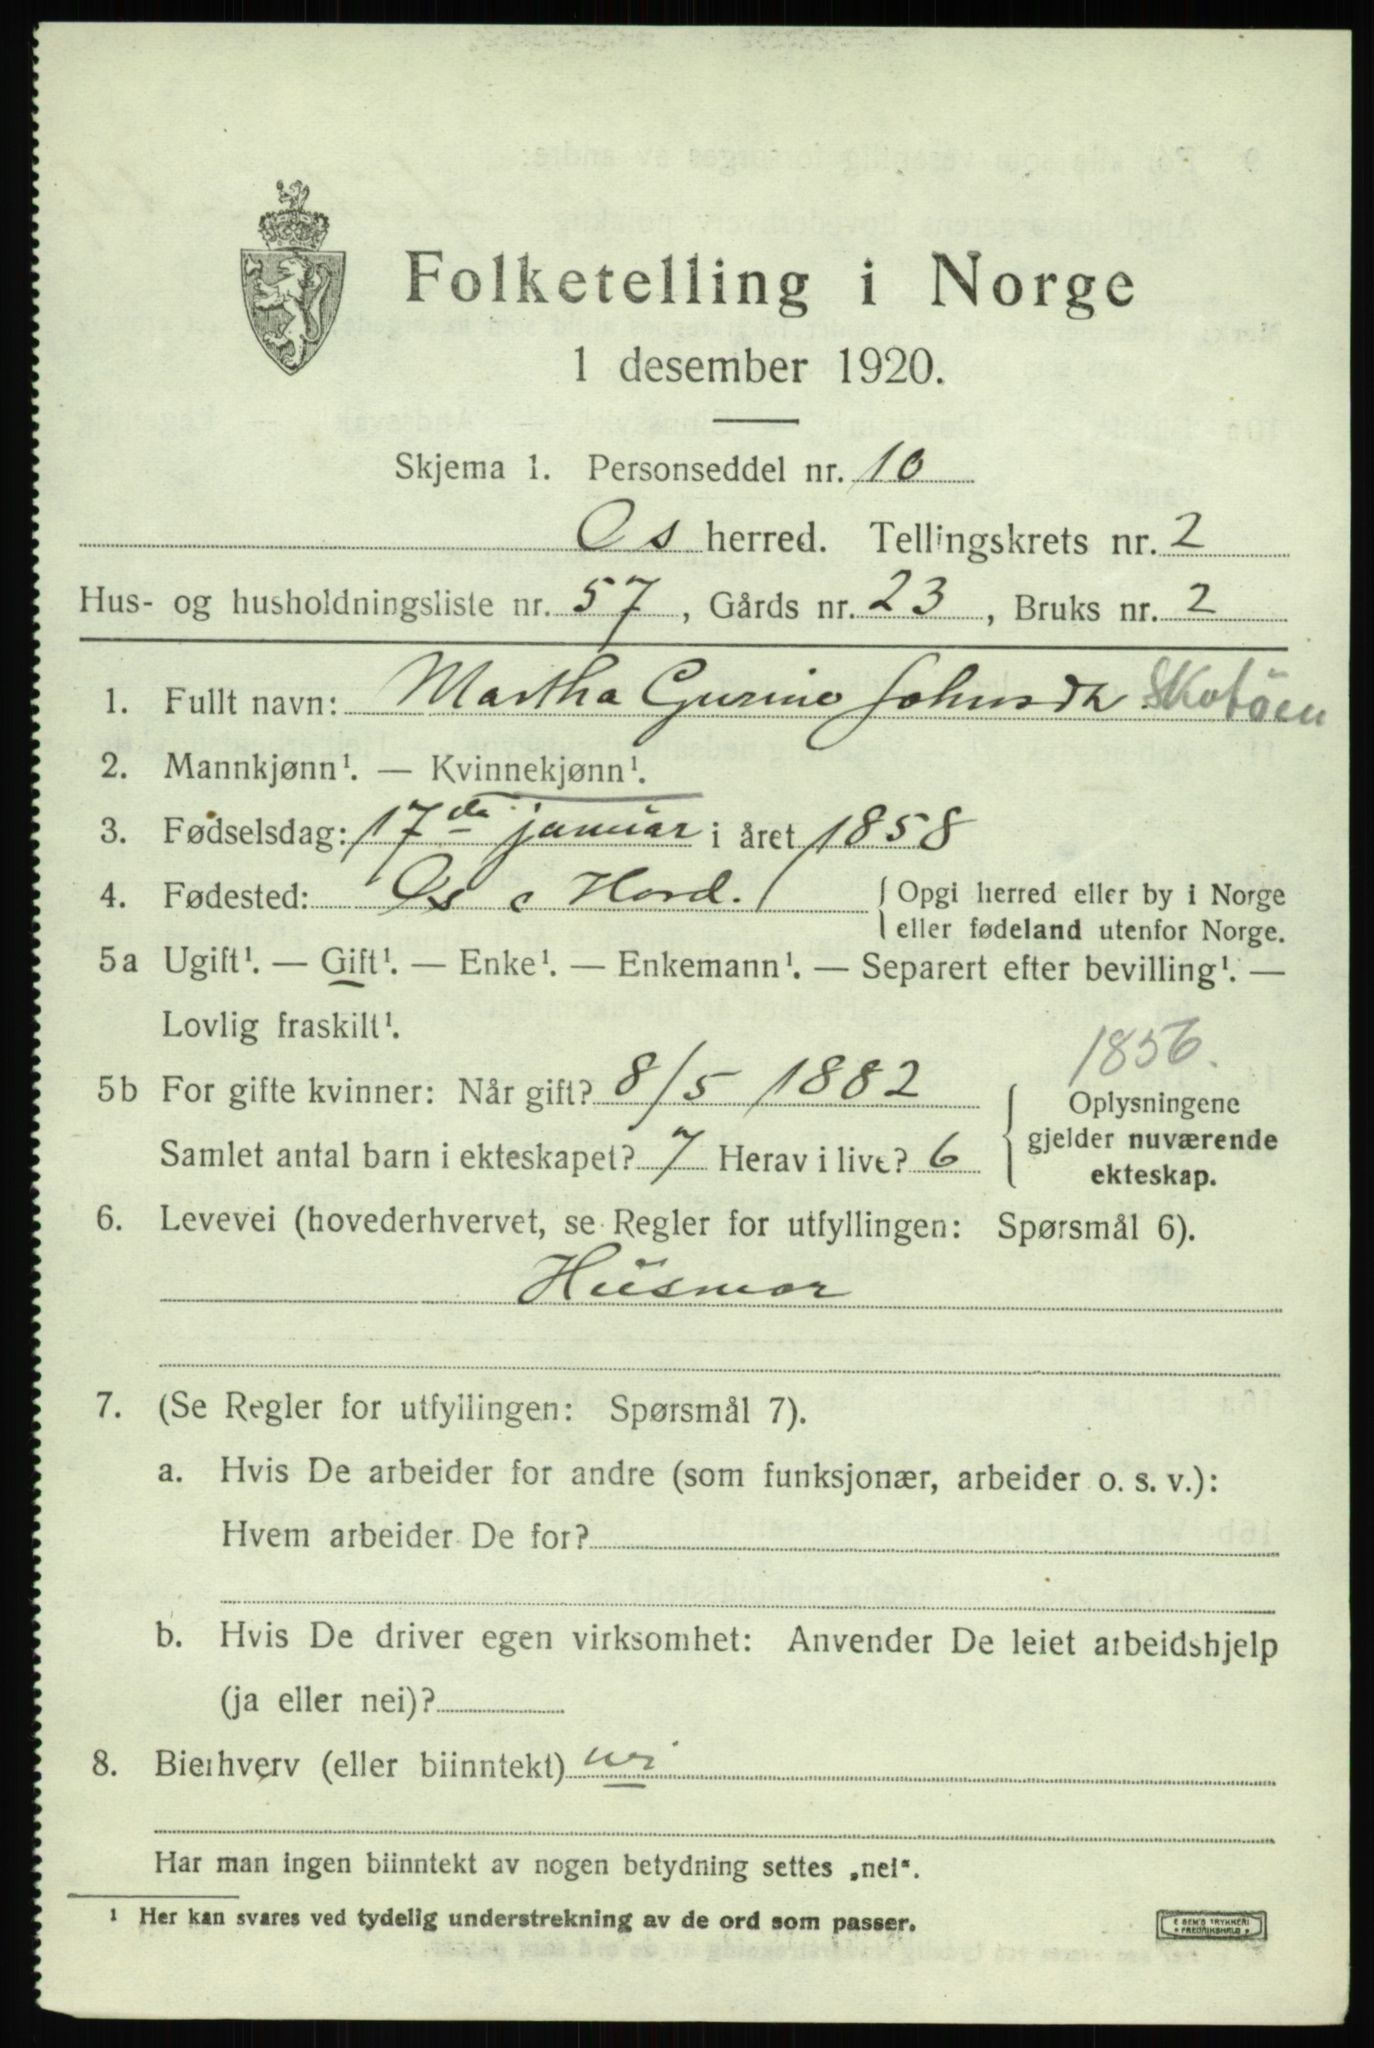 Folketelling i Norge
1 desember 1920.
Skjema 1. Personseddel nr. 10
Os herred. Tellingskrets nr. 2
Hus- og husholdningsliste nr. 57, Gårds nr. 23, Bruks nr. 2
1. Fullt navn: Martha Gurine Johnsdtr Skotøen
2. Mannkjønn¹. — Kvinnekjønn¹.
3. Fødselsdag: 17de januar i året 1858
4. Fødested: Os Hord. Opgi herred eller by i Norge
eller fødeland utenfor Norge.
5a Ugift¹. — Gift¹. — Enke¹. — Enkemann¹. — Separert efter bevilling¹. —
Lovlig fraskilt¹.
1856.
5b For gifte kvinner: Når gift? 8/5 1882
Samlet antal barn i ekteskapet? 7 Herav i live? 6
Oplysningene
gjelder nuværende
ekteskap.
6. Levevei (hovederhvervet, se Regler for utfyllingen: Spørsmål 6).
Husmor
7. (Se Regler for utfyllingen: Spørsmål 7).
a. Hvis De arbeider for andre (som funksjonær, arbeider o. s. v.):
Hvem arbeider De for?
b. Hvis De driver egen virksomhet: Anvender De leiet arbeidshjelp
(ja eller nei)?
8. Bierhverv (eller biinntekt) nei
Har man ingen biinntekt av nogen betydning settes „nei“.
¹ Her kan svares ved tydelig understrekning av de ord som passer.
E SEM'S TRYKKERI
FREDRIKSHALD